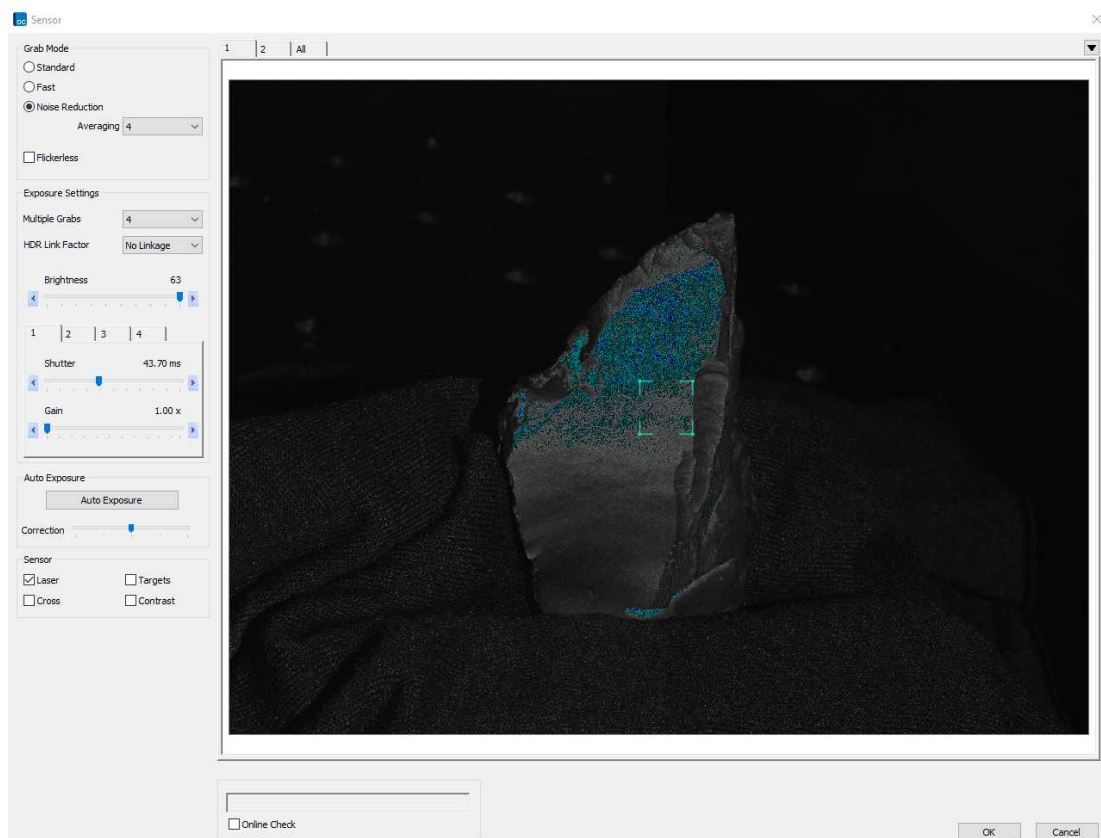 oc Sensor
Grab Mode
Standard
Fast
Noise Reduction
Averaging 4
Flickerless
Exposure Settings
Multiple Grabs 4
HDR Link Factor No Linkage
Brightness 63
1 2 3 4
Shutter 43.70 ms
Gain 1.00 x
Auto Exposure
Auto Exposure
Correction
Sensor
Laser Targets
Cross Contrast
1 2 All
Online Check
OK Cancel